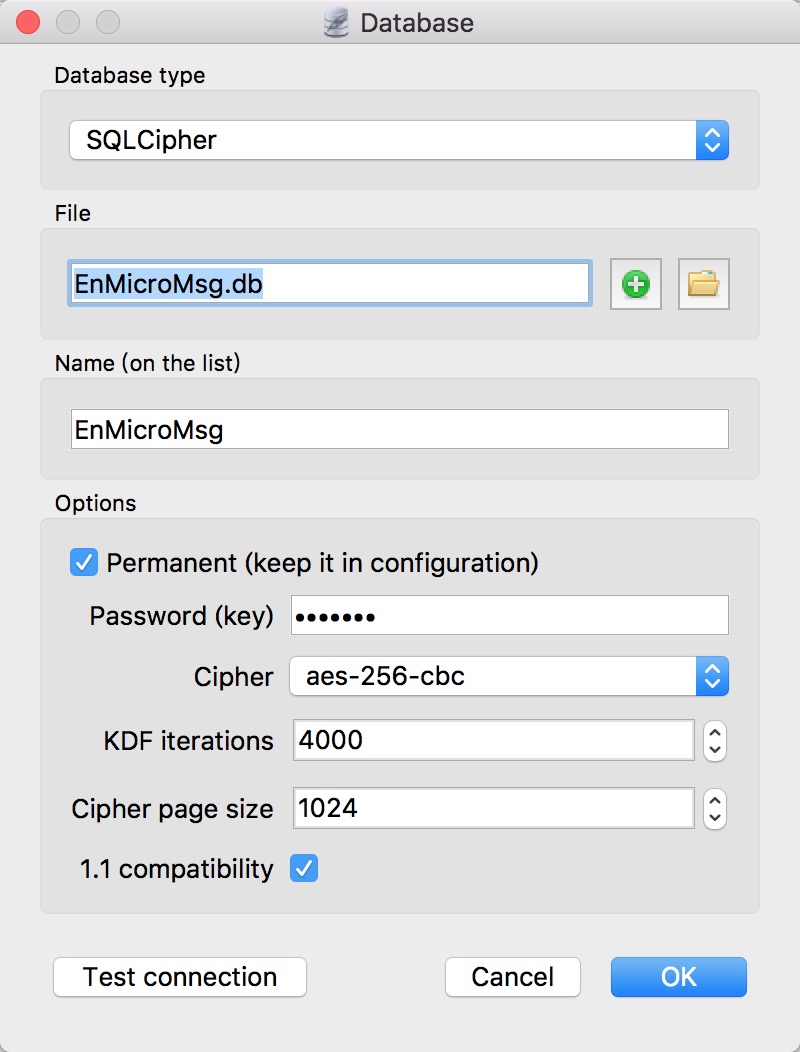 Database
Database type
SQLCipher
File
EnMicroMsg.db
Name (on the list)
EnMicroMsg
Options
Permanent (keep it in configuration)
Password (key) •••••••
Cipher aes-256-cbc
KDF iterations 4000
Cipher page size 1024
1.1 compatibility
Test connection Cancel OK